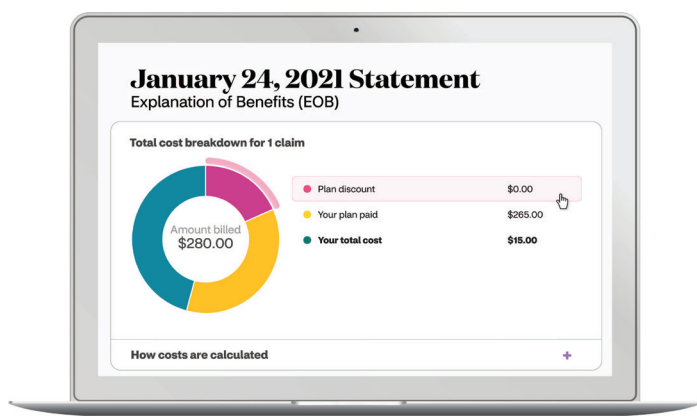 January 24, 2021 Statement
Explanation of Benefits (EOB)
Total cost breakdown for 1 claim
Amount billed
$280.00
Plan discount $0.00
Your plan paid $265.00
Your total cost $15.00
How costs are calculated +